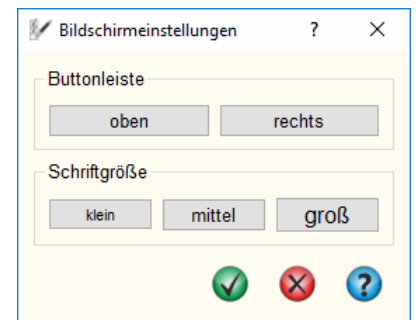 Bildschirmeinstellungen ?
Buttonleiste
oben rechts
Schriftgröße
klein mittel groß
?